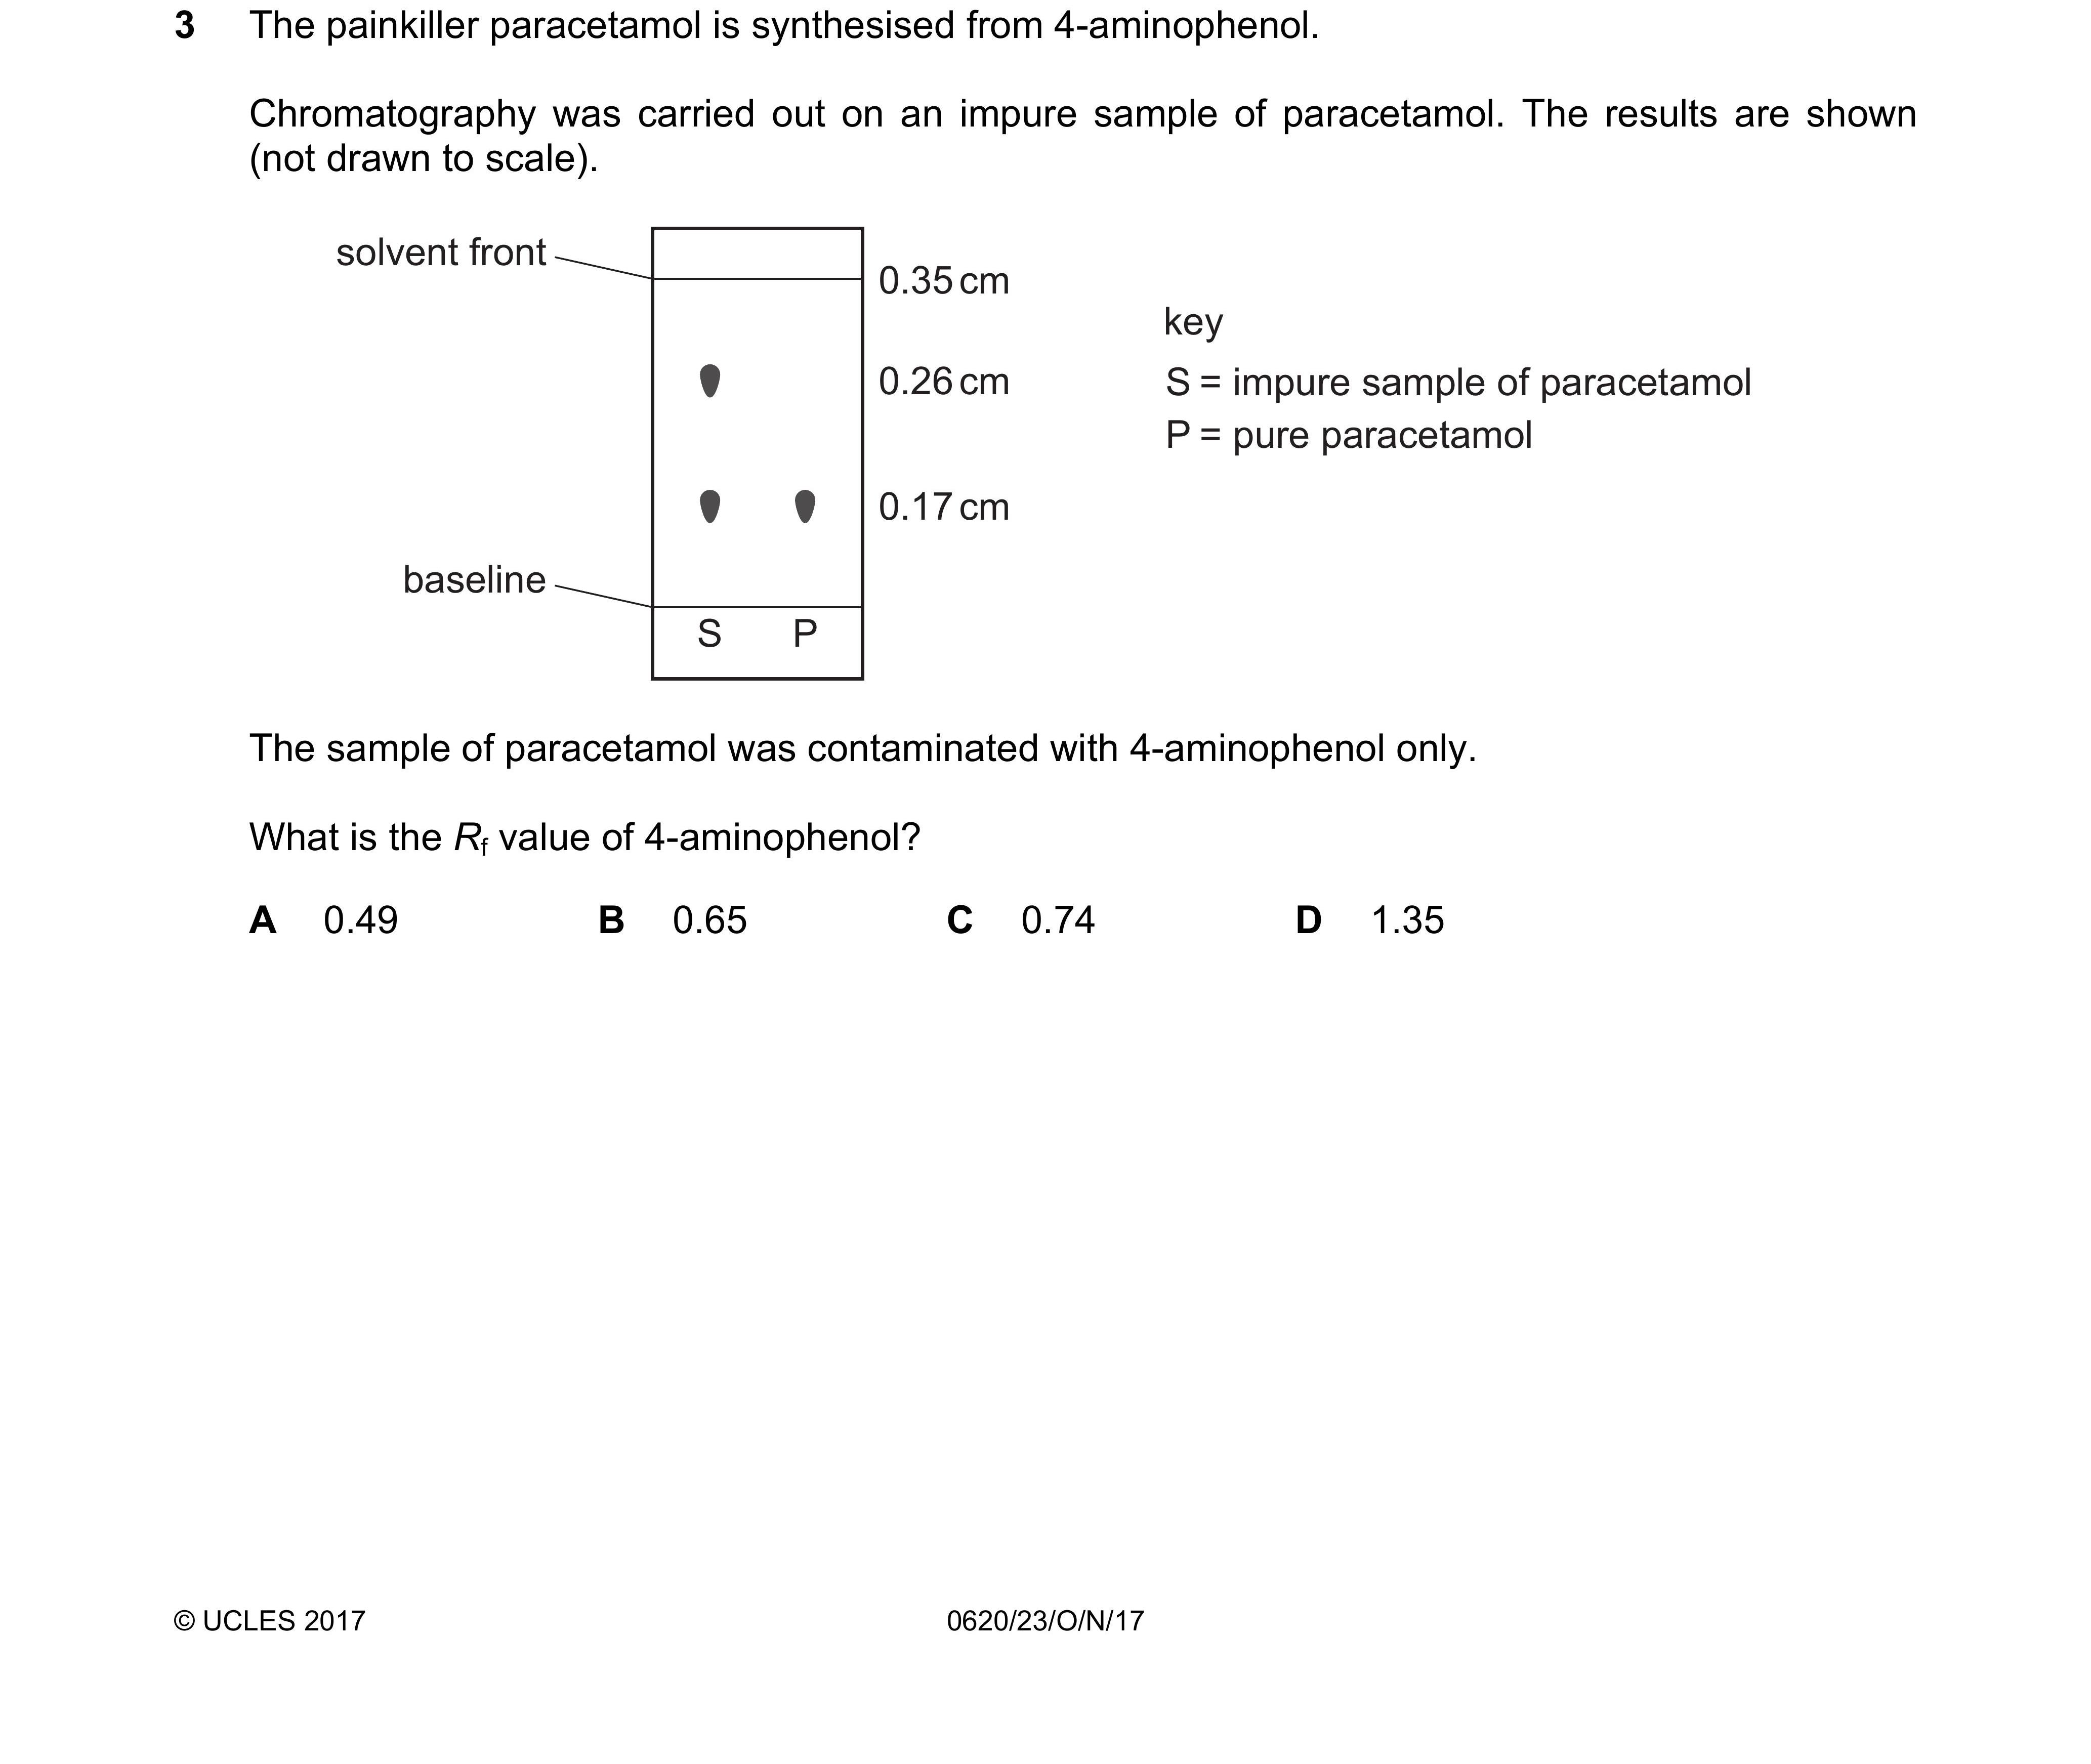 3 The painkiller paracetamol is synthesised from 4-aminophenol.
Chromatography was carried out on an impure sample of paracetamol. The results are shown
(not drawn to scale).
solvent front
0.35 cm
key
0.26 cm
S = impure sample of paracetamol
P = pure paracetamol
0.17 cm
baseline
S P
The sample of paracetamol was contaminated with 4-aminophenol only.
What is the Rf value of 4-aminophenol?
A 0.49 B 0.65 C 0.74 D 1.35
© UCLES 2017 0620/23/O/N/17